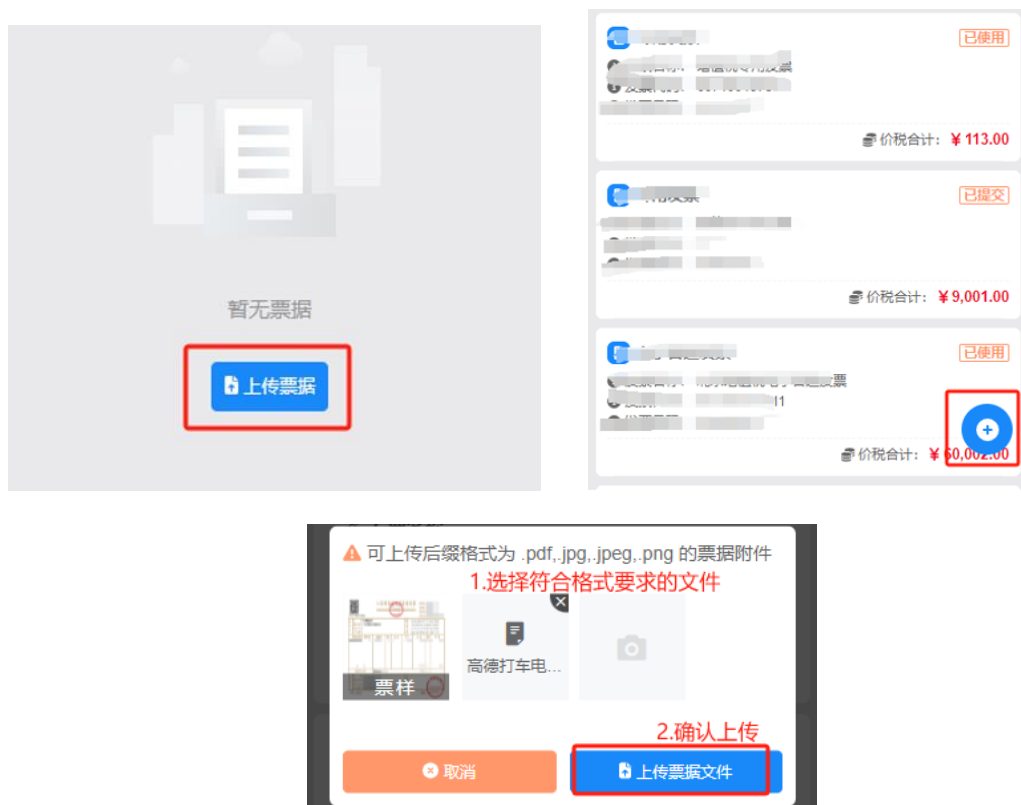 暂无票据
上传票据
已使用
价税合计：￥113.00
已提交
价税合计：￥9,001.00
已使用
价税合计：￥60,002.00
可上传后缀格式为 .pdf,.jpg,.jpeg,.png 的票据附件
1.选择符合格式要求的文件
高德打车电...
票样
2.确认上传
取消
上传票据文件